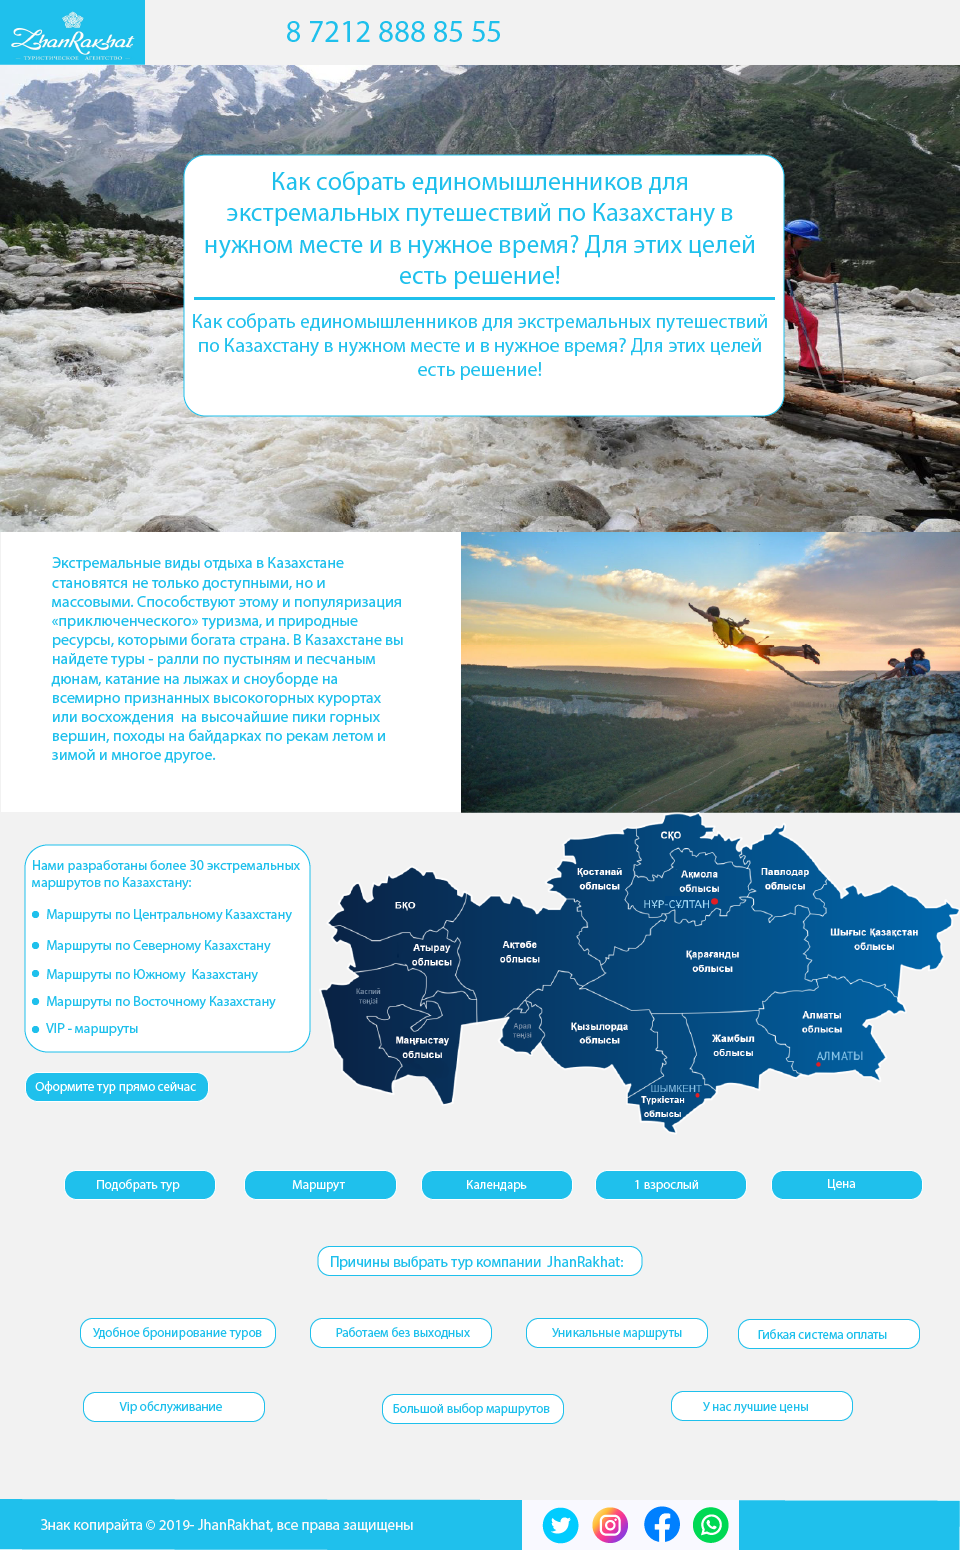 JhanRakhat
ТУРИСТИЧЕСКОЕ АГЕНТСТВО
8 7212 888 85 55
Как собрать единомышленников для
экстремальных путешествий по Казахстану в
нужном месте и в нужное время? Для этих целей
есть решение!
Как собрать единомышленников для экстремальных путешествий
по Казахстану в нужном месте и в нужное время? Для этих целей
есть решение!
Экстремальные виды отдыха в Казахстане
становятся не только доступными, но и
массовыми. Способствуют этому и популяризация
«приключенческого» туризма, и природные
ресурсы, которыми богата страна. В Казахстане вы
найдете туры - ралли по пустыням и песчаным
дюнам, катание на лыжах и сноуборде на
всемирно признанных высокогорных курортах
или восхождения на высочайшие пики горных
вершин, походы на байдарках по рекам летом и
зимой и многое другое.
Нами разработаны более 30 экстремальных
маршрутов по Казахстану:
Маршруты по Центральному Казахстану
Маршруты по Северному Казахстану
Маршруты по Южному Казахстану
Маршруты по Восточному Казахстану
VIP - маршруты
Оформите тур прямо сейчас
СҚО
Қостанай
облысы
Ақмола
облысы
НҰР-СҰЛТАН
Павлодар
облысы
БҚО
Атырау
облысы
Ақтөбе
облысы
Қарағанды
облысы
Шығыс Қазақстан
облысы
Каспий
теңізі
Арал
теңізі
Маңғыстау
облысы
Қызылорда
облысы
Жамбыл
облысы
Алматы
облысы
АЛМАТЫ
ШЫМКЕНТ
Түркістан
облысы
Подобрать тур
Маршрут
Календарь
1 взрослый
Цена
Причины выбрать тур компании JhanRakhat:
Удобное бронирование туров
Работаем без выходных
Уникальные маршруты
Гибкая система оплаты
Vip обслуживание
Большой выбор маршрутов
У нас лучшие цены
Знак копирайта © 2019- JhanRakhat, все права защищены